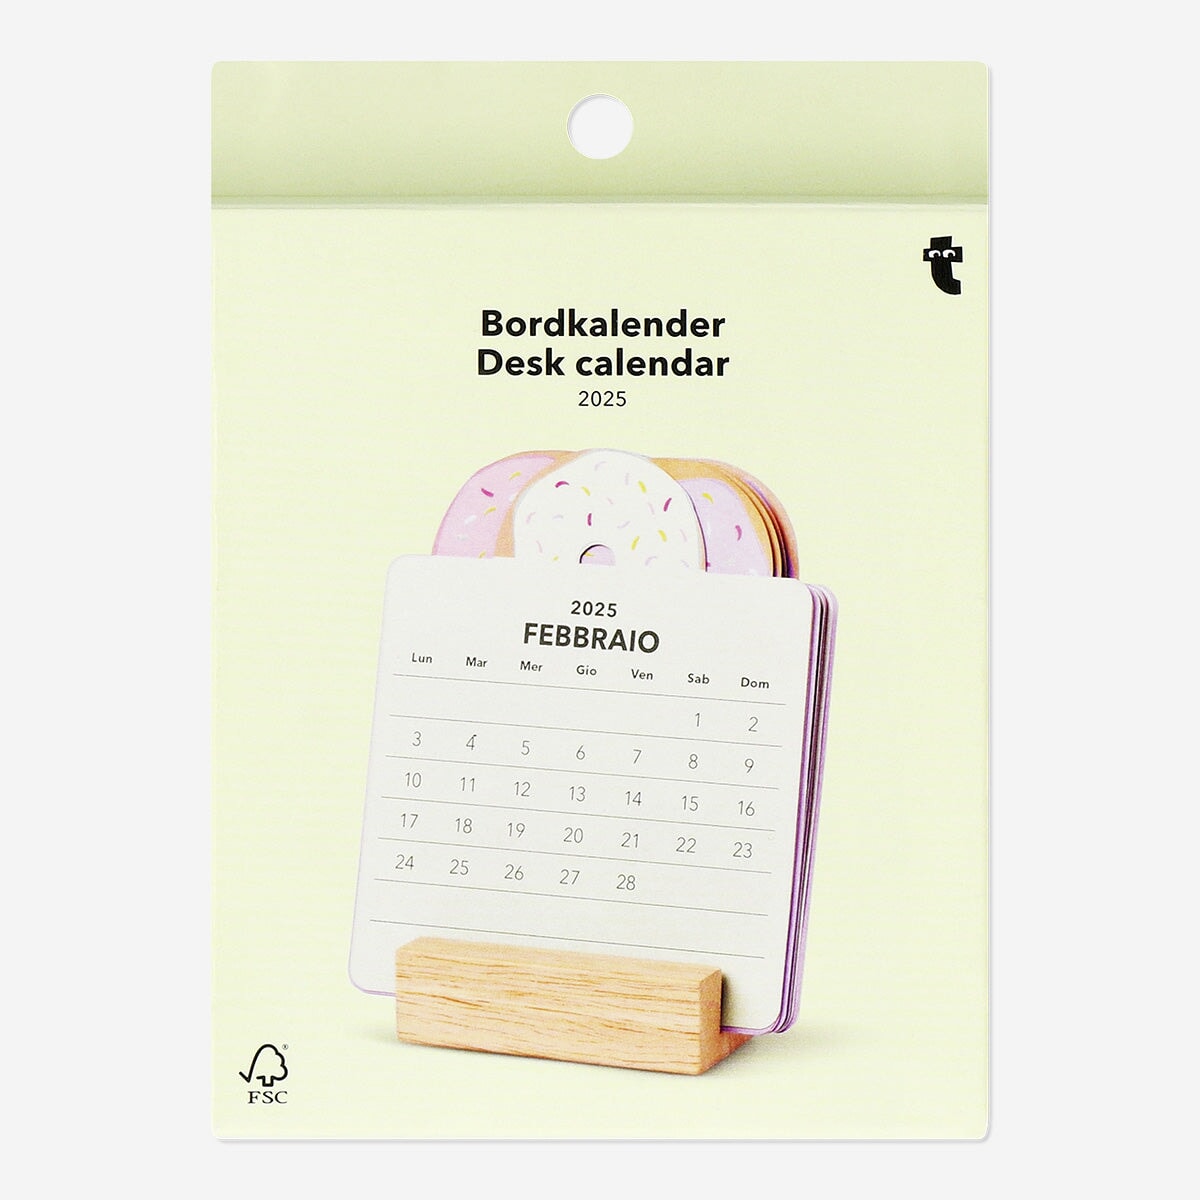 t
Bordkalender
Desk calendar
2025
2025
FEBBRAIO
Lun Mar Mer Gio Ven Sab Dom
1 2
3 4 5 6 7 8 9
10 11 12 13 14 15 16
17 18 19 20 21 22 23
24 25 26 27 28
®
FSC